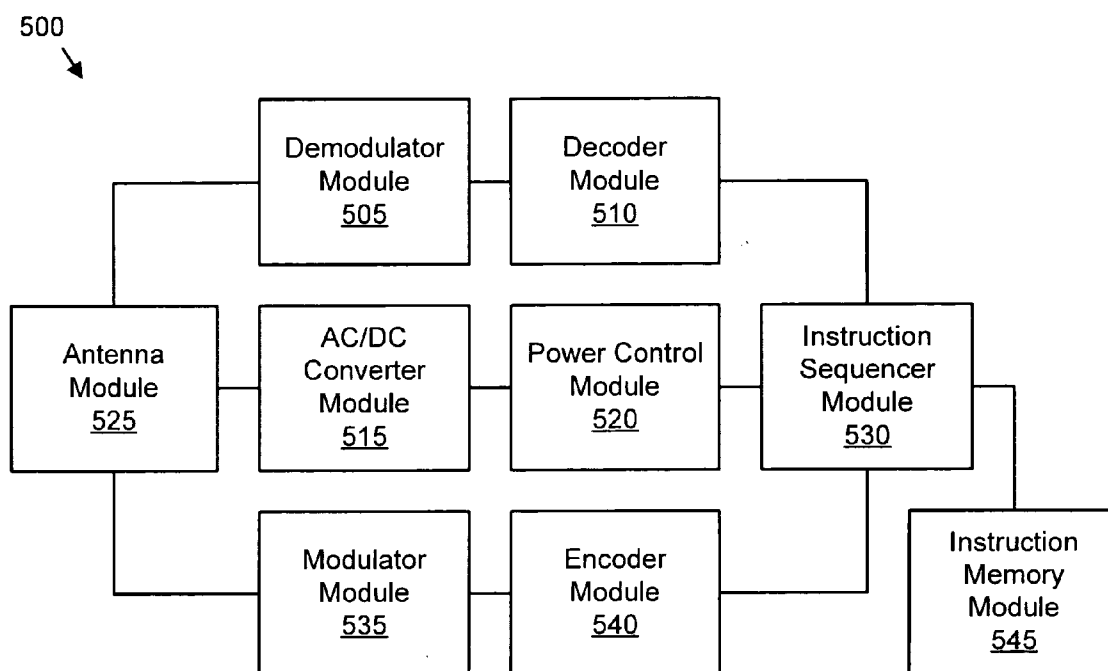 500
Demodulator
Module
505
Decoder
Module
510
Antenna
Module
525
AC/DC
Converter
Module
515
Power Control
Module
520
Instruction
Sequencer
Module
530
Modulator
Module
535
Encoder
Module
540
Instruction
Memory
Module
545